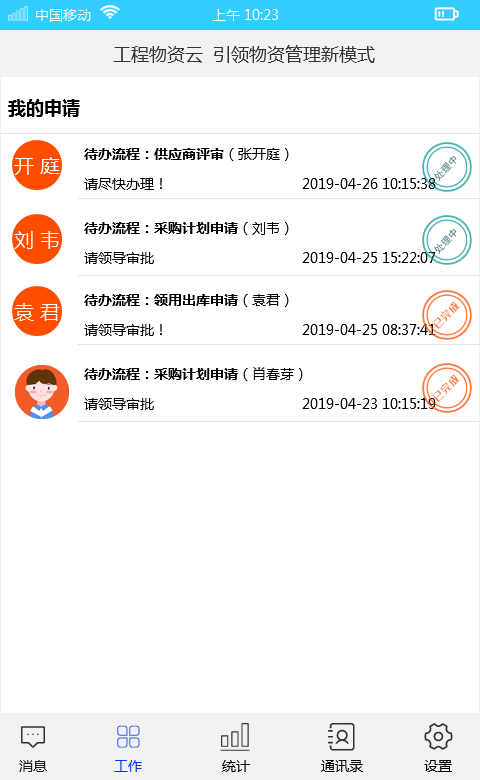 中国移动 上午 10:23
工程物资云 引领物资管理新模式
我的申请
开 庭 待办流程：供应商评审（张开庭） 处理中
请尽快办理！ 2019-04-26 10:15:38
刘 韦 待办流程：采购计划申请（刘韦） 处理中
请领导审批 2019-04-25 15:22:07
袁 君 待办流程：领用出库申请（袁君） 已完成
请领导审批！ 2019-04-25 08:37:41
待办流程：采购计划申请（肖春芽） 已完成
请领导审批 2019-04-23 10:15:19
消息 工作 统计 通讯录 设置